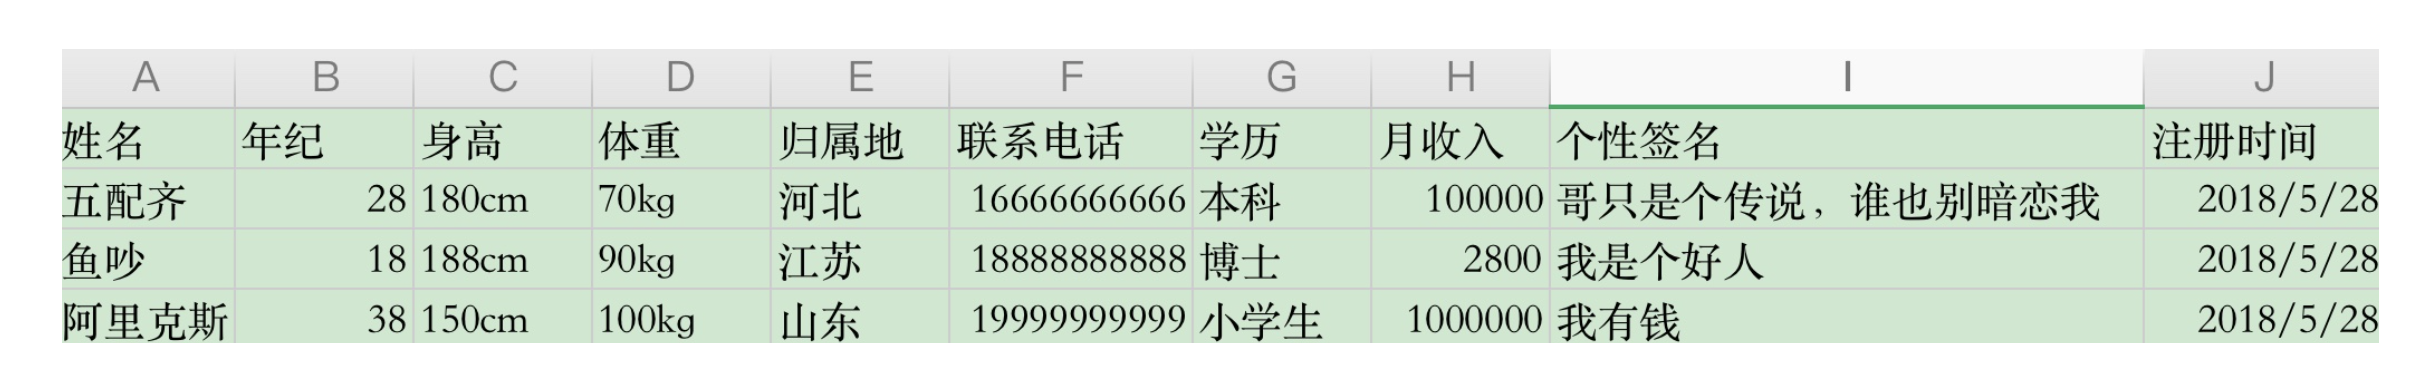 A B C D E F G H I J
姓名 年纪 身高 体重 归属地 联系电话 学历 月收入 个性签名 注册时间
五配齐 28 180cm 70kg 河北 16666666666 本科 100000 哥只是个传说，谁也别暗恋我 2018/5/28
鱼吵 18 188cm 90kg 江苏 18888888888 博士 2800 我是个好人 2018/5/28
阿里克斯 38 150cm 100kg 山东 19999999999 小学生 1000000 我有钱 2018/5/28